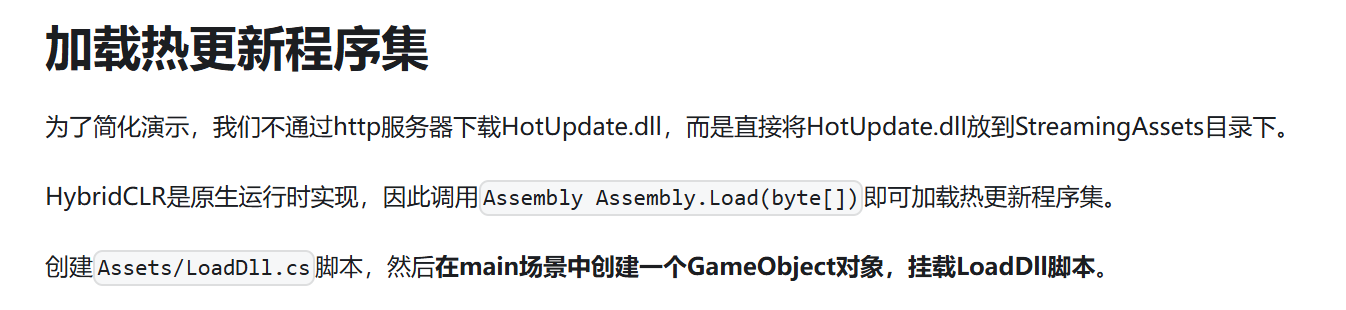 加载热更新程序集
为了简化演示，我们不通过http服务器下载HotUpdate.dll，而是直接将HotUpdate.dll放到StreamingAssets目录下。
HybridCLR是原生运行时实现，因此调用Assembly Assembly.Load(byte[])即可加载热更新程序集。
创建Assets/LoadDll.cs脚本，然后在main场景中创建一个GameObject对象，挂载LoadDll脚本。